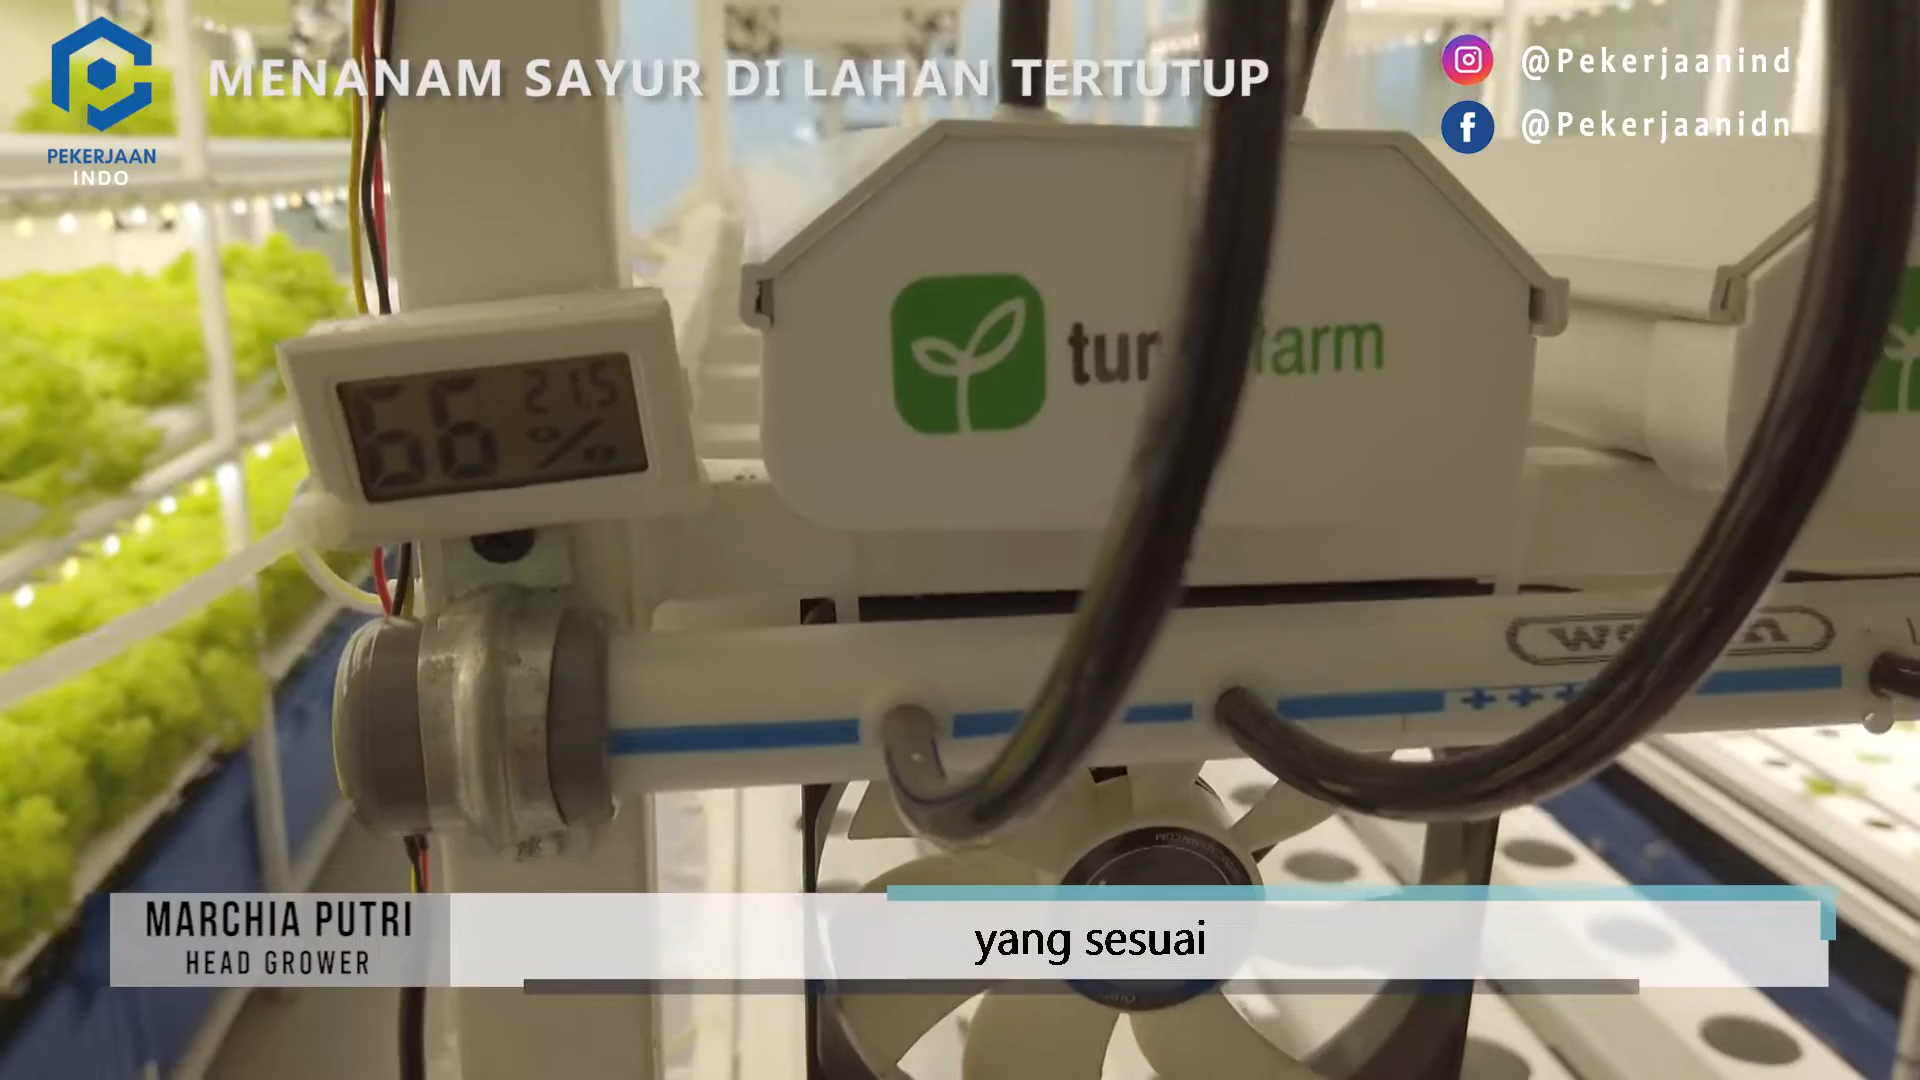 PEKERJAAN
INDO
MENANAM SAYUR DI LAHAN TERTUTUP
@Pekerjaanind
@Pekerjaanidn
66 21.5
%
farm
MARCHIA PUTRI
HEAD GROWER
yang sesuai